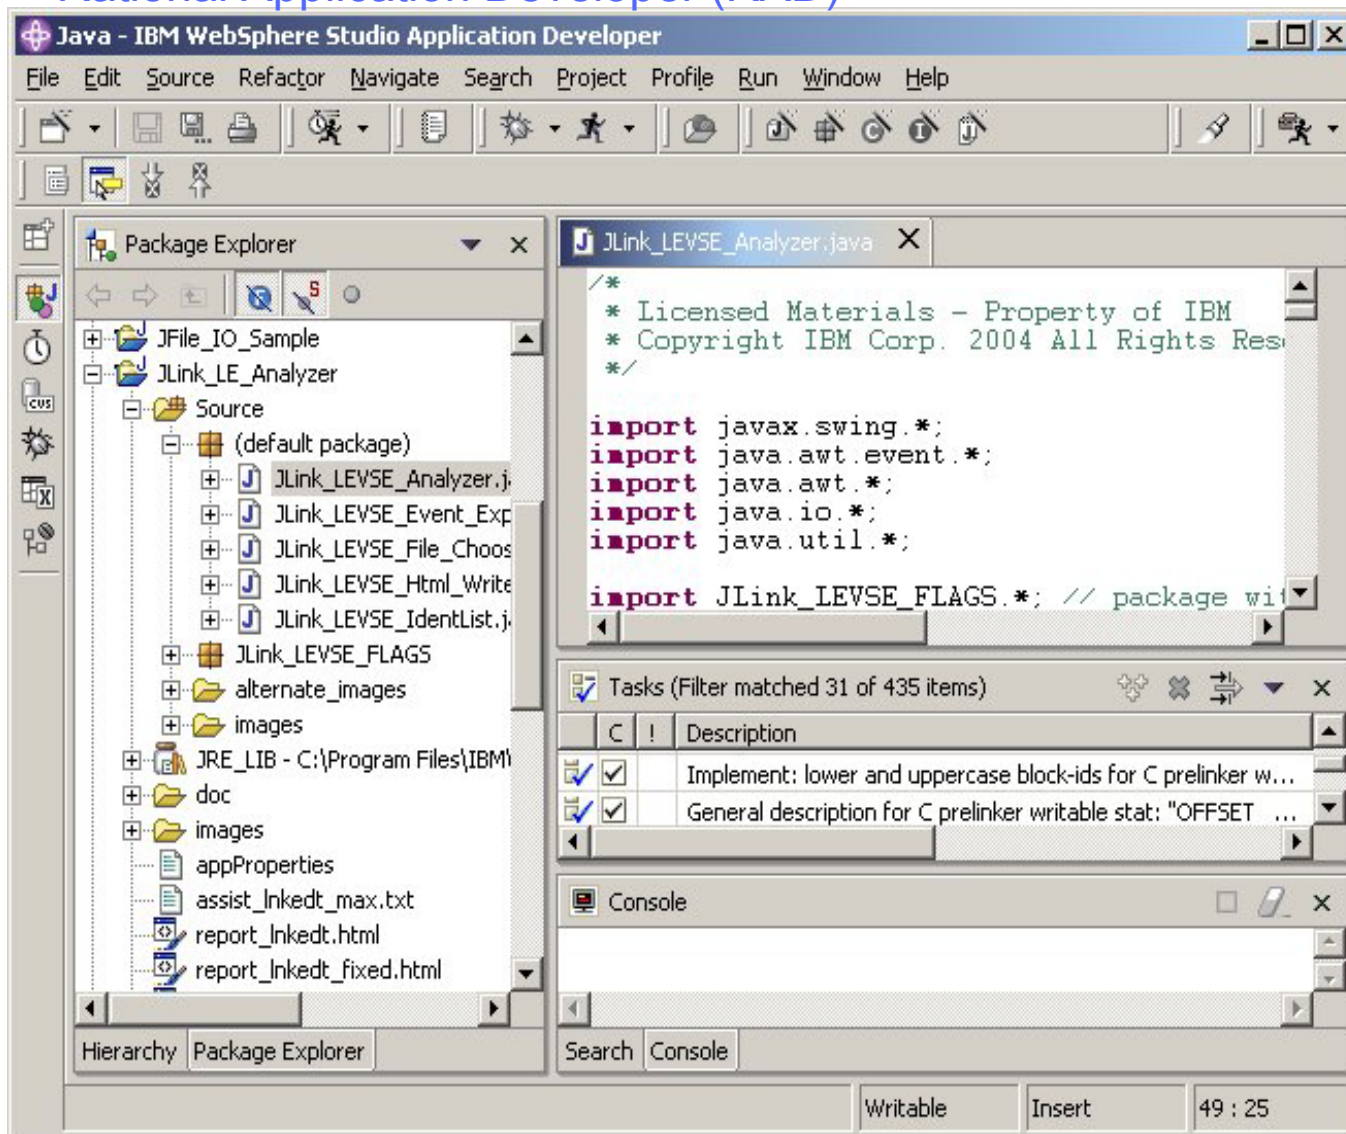 Rational Application Developer (RAD)
Java - IBM WebSphere Studio Application Developer
File Edit Source Refactor Navigate Search Project Profile Run Window Help
Package Explorer
JFile_IO_Sample
JLink_LE_Analyzer
Source
(default package)
JLink_LEVSE_Analyzer.j
JLink_LEVSE_Event_Exp
JLink_LEVSE_File_Choos
JLink_LEVSE_Html_Write
JLink_LEVSE_IdentList.j
JLink_LEVSE_FLAGS
alternate_images
images
JRE_LIB - C:\Program Files\IBM\
doc
images
appProperties
assist_lnkedt_max.txt
report_lnkedt.html
report_lnkedt_fixed.html
Hierarchy Package Explorer
JLink_LEVSE_Analyzer.java
/*
* Licensed Materials - Property of IBM
* Copyright IBM Corp. 2004 All Rights Res
*/
import javax.swing.*;
import java.awt.event.*;
import java.awt.*;
import java.io.*;
import java.util.*;
import JLink_LEVSE_FLAGS.*; // package wi
Tasks (Filter matched 31 of 435 items)
C ! Description
Implement: lower and uppercase block-ids for C prelinker w...
General description for C prelinker writable stat: "OFFSET ...
Console
Search Console
Writable Insert 49 : 25